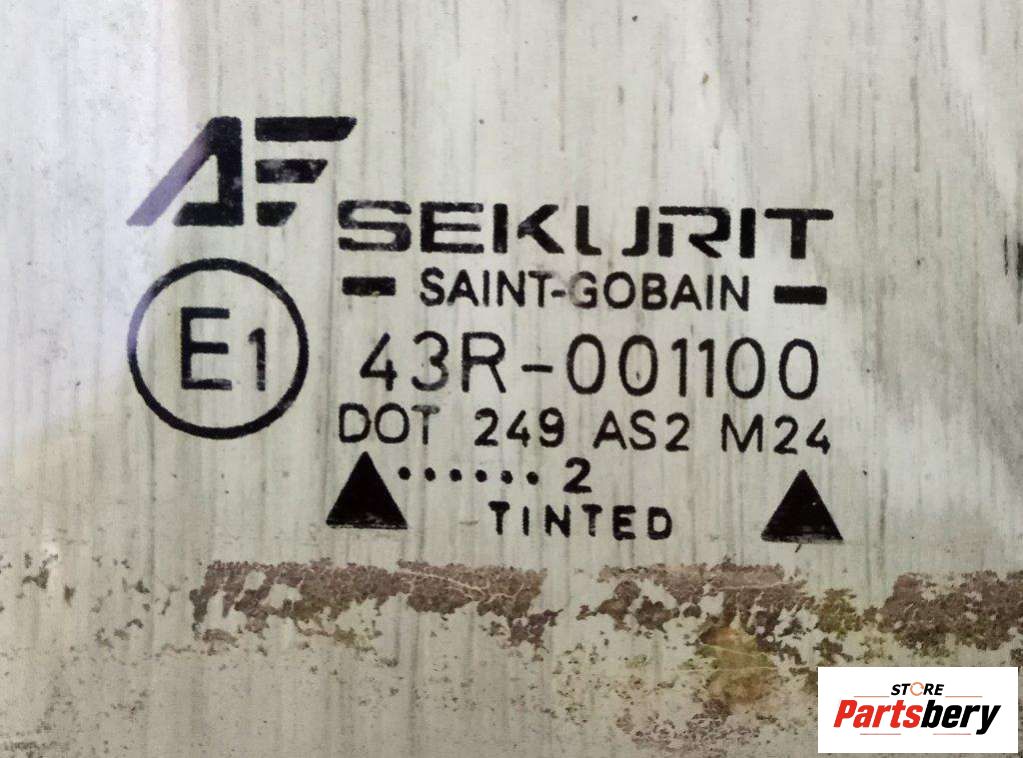 AF
SEKURIT
SAINT-GOBAIN
E1
43R-001100
DOT 249 AS2 M24
......2
TINTED
STORE
Partsbery